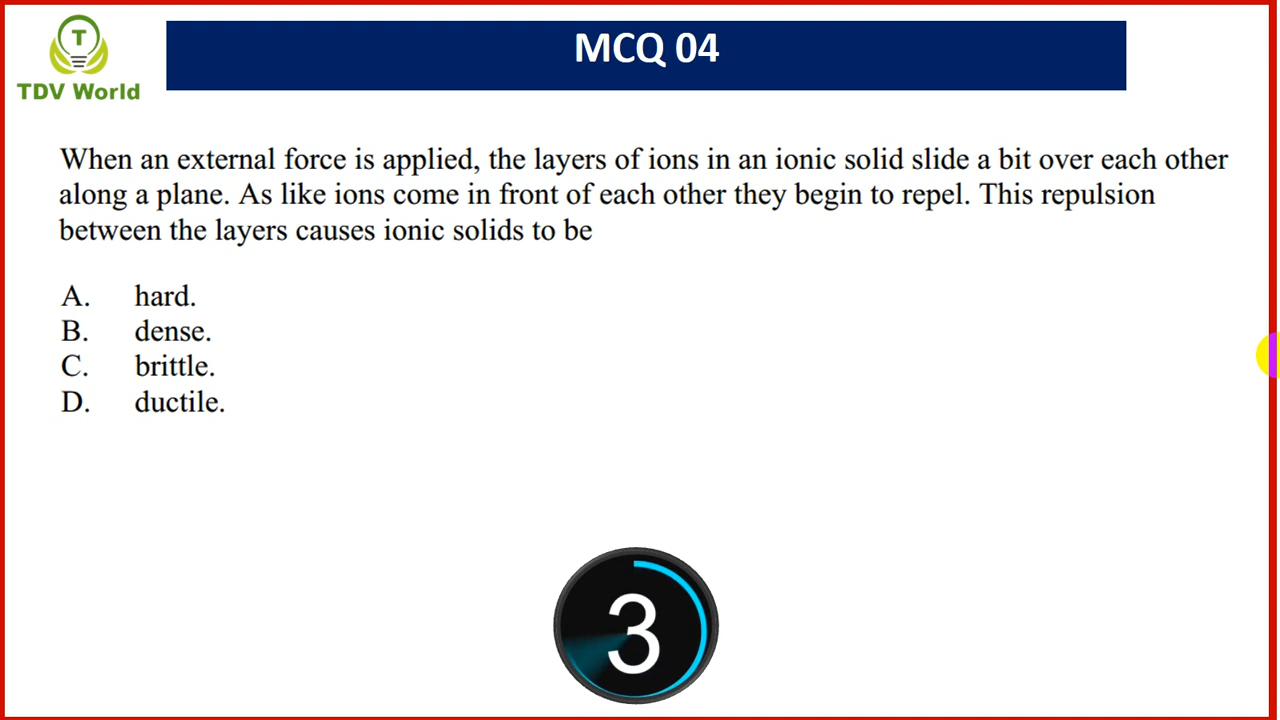 T
TDV World
MCQ 04
When an external force is applied, the layers of ions in an ionic solid slide a bit over each other
along a plane. As like ions come in front of each other they begin to repel. This repulsion
between the layers causes ionic solids to be
A. hard.
B. dense.
C. brittle.
D. ductile.
3